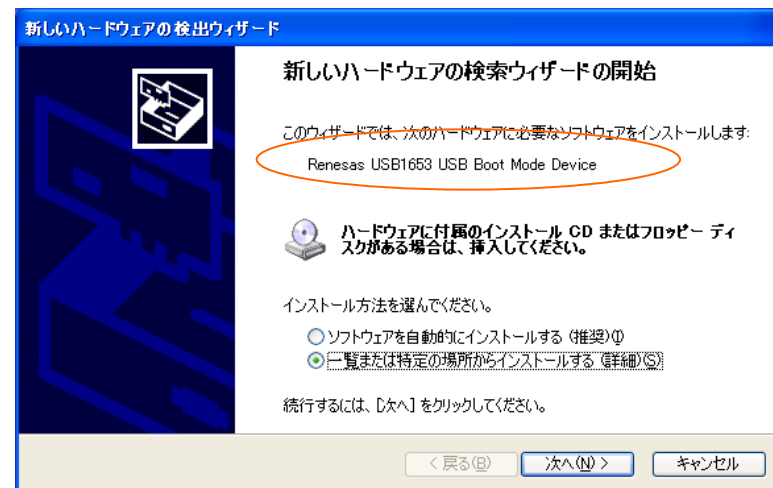 新しいハードウェアの検出ウィザード
新しいハードウェアの検索ウィザードの開始
このウィザードでは、次のハードウェアに必要なソフトウェアをインストールします:
Renesas USB1653 USB Boot Mode Device
ハードウェアに付属のインストール CD またはフロッピー ディ
スクがある場合は、挿入してください。
インストール方法を選んでください。
ソフトウェアを自動的にインストールする (推奨)(I)
一覧または特定の場所からインストールする (詳細)(S)
続行するには、[次へ] をクリックしてください。
< 戻る(B) 次へ(N) > キャンセル